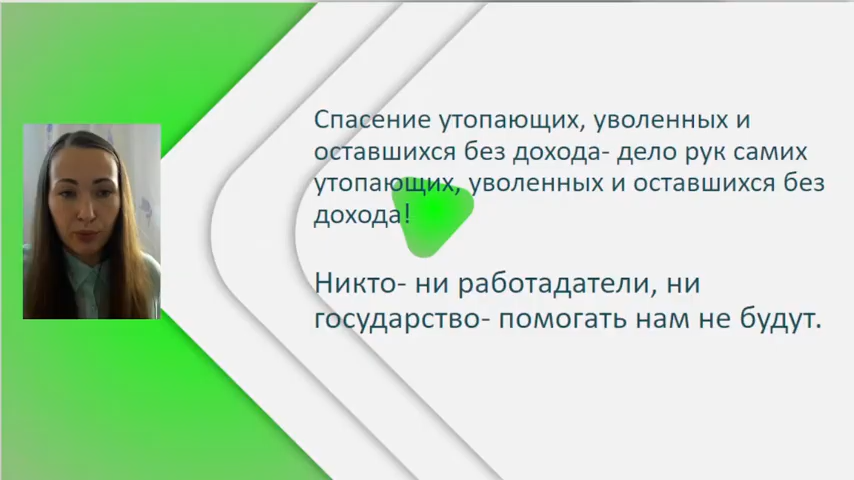 Спасение утопающих, уволенных и
оставшихся без дохода- дело рук самих
утопающих, уволенных и оставшихся без
дохода!
Никто- ни работадатели, ни
государство- помогать нам не будут.